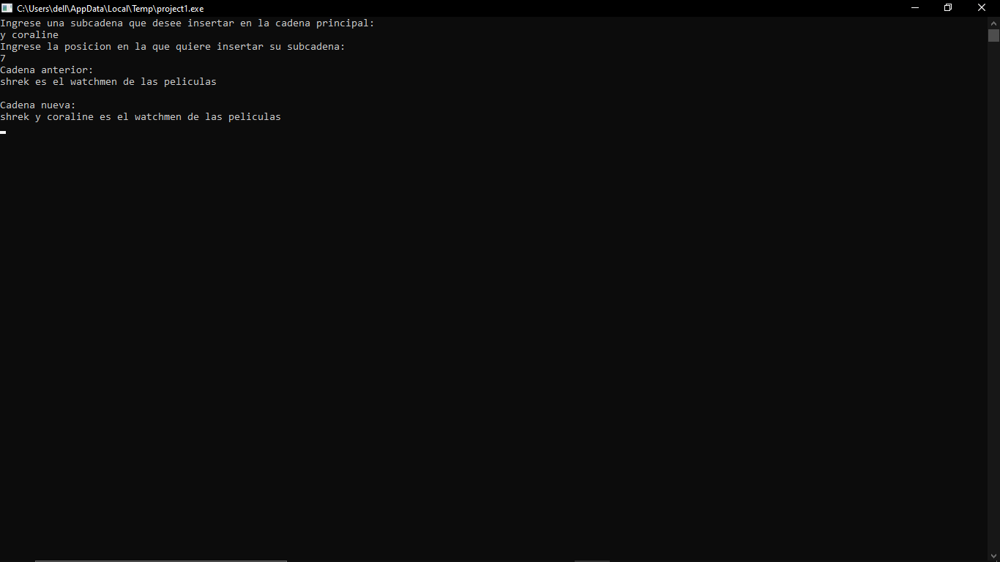 C:\Users\dell\AppData\Local\Temp\project1.exe
Ingrese una subcadena que desee insertar en la cadena principal:
y coraline
Ingrese la posicion en la que quiere insertar su subcadena:
7
Cadena anterior:
shrek es el watchmen de las peliculas
Cadena nueva:
shrek y coraline es el watchmen de las peliculas